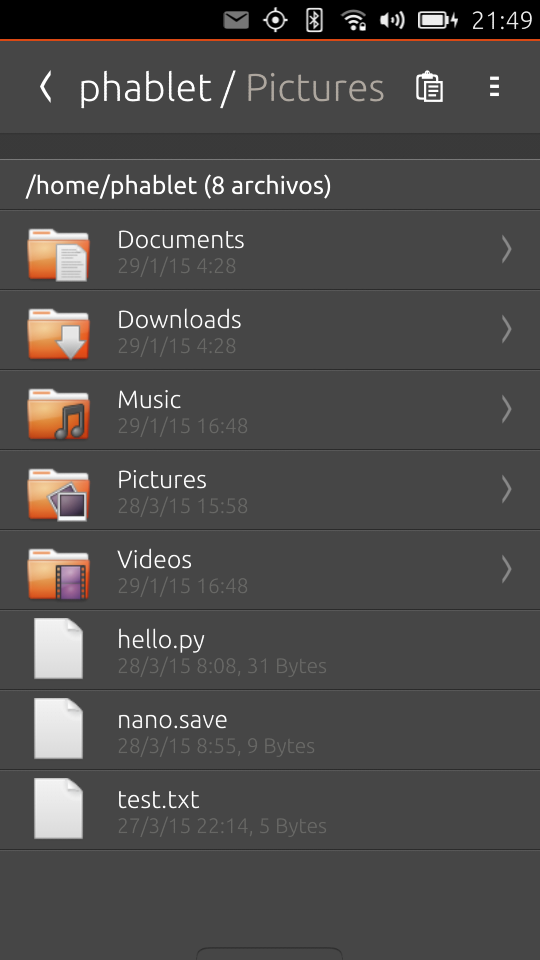 21:49
phablet / Pictures
/home/phablet (8 archivos)
Documents
29/1/15 4:28
Downloads
29/1/15 4:28
Music
29/1/15 16:48
Pictures
28/3/15 15:58
Videos
29/1/15 16:48
hello.py
28/3/15 8:08, 31 Bytes
nano.save
28/3/15 8:55, 9 Bytes
test.txt
27/3/15 22:14, 5 Bytes